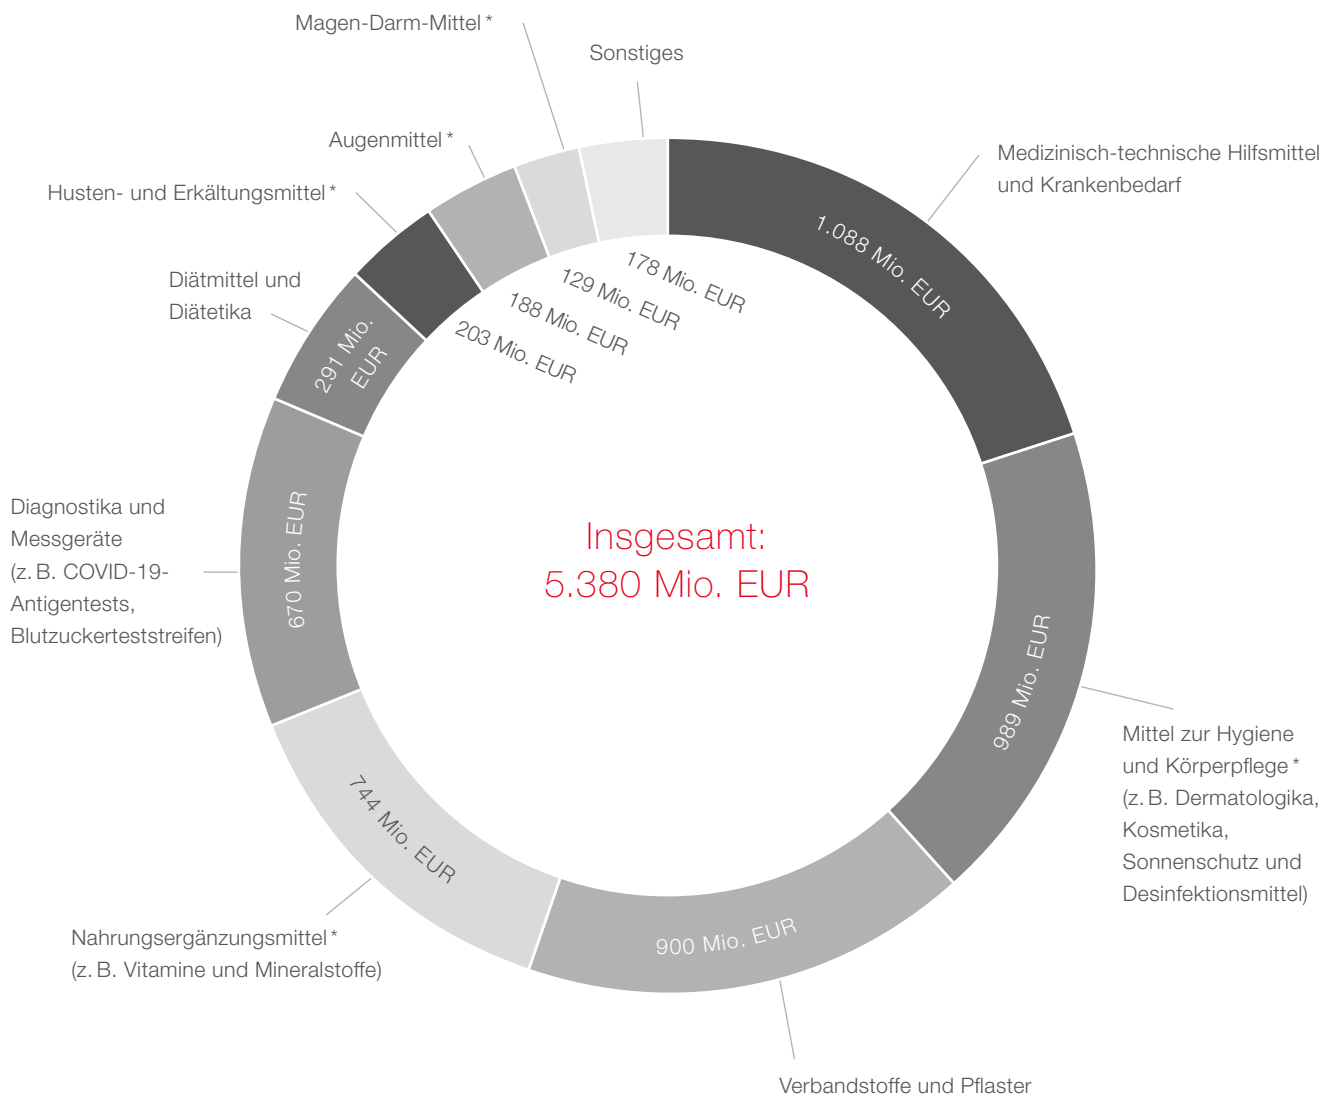 Magen-Darm-Mittel *
Sonstiges
Augenmittel *
Medizinisch-technische Hilfsmittel
und Krankenbedarf
Husten- und Erkältungsmittel *
1.088 Mio. EUR
178 Mio. EUR
129 Mio. EUR
188 Mio. EUR
203 Mio. EUR
Diätmittel und
Diätetika
291 Mio.
EUR
Diagnostika und
Messgeräte
(z. B. COVID-19-
Antigentests,
Blutzuckerteststreifen)
670 Mio. EUR
Insgesamt:
5.380 Mio. EUR
989 Mio. EUR
Mittel zur Hygiene
und Körperpflege *
(z. B. Dermatologika,
Kosmetika,
Sonnenschutz und
Desinfektionsmittel)
744 Mio. EUR
900 Mio. EUR
Nahrungsergänzungsmittel *
(z. B. Vitamine und Mineralstoffe)
Verbandstoffe und Pflaster